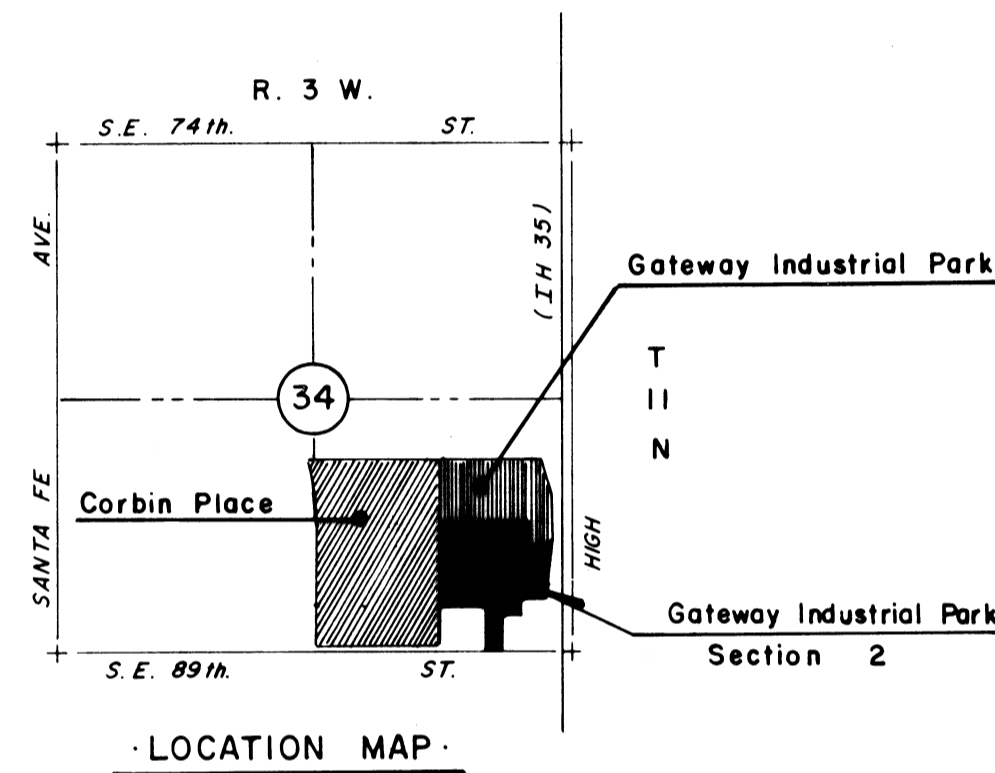 R. 3 W.
S.E. 74th. ST.
SANTA FE AVE.
(IH 35)
HIGH
Gateway Industrial Park
T
11
N
34
Corbin Place
Gateway Industrial Park
Section 2
S.E. 89th. ST.
·LOCATION MAP·